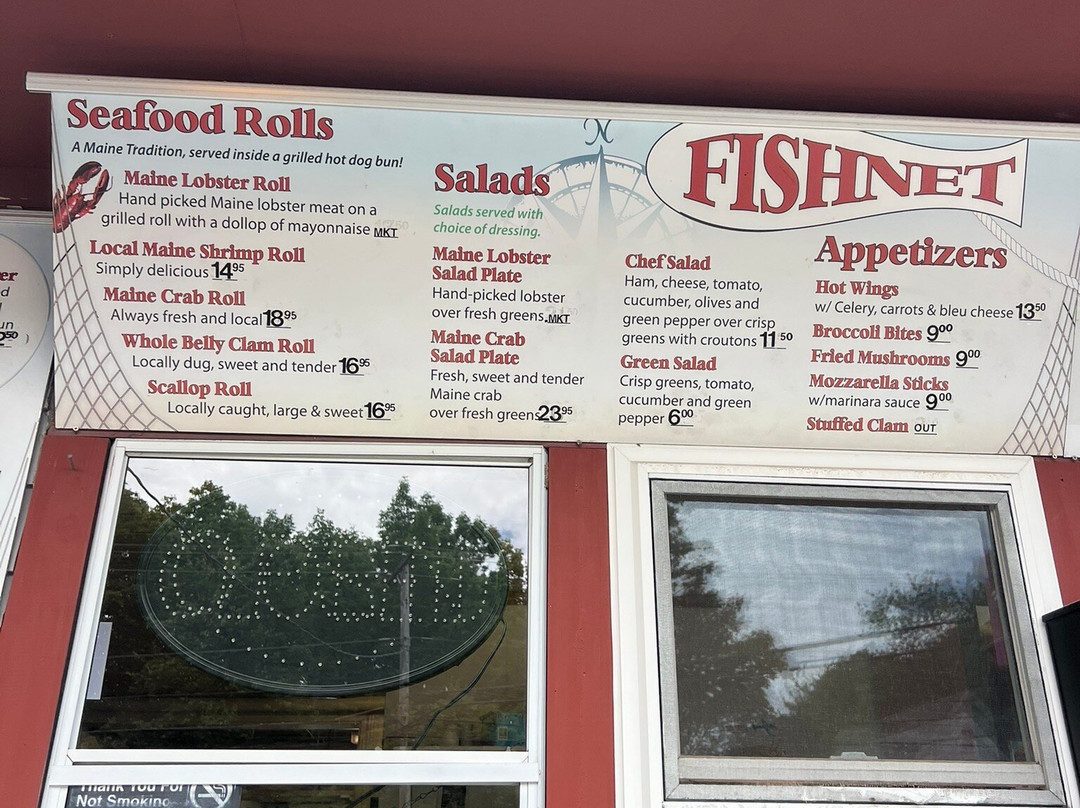 Seafood Rolls
A Maine Tradition, served inside a grilled hot dog bun!
Maine Lobster Roll
Hand picked Maine lobster meat on a
grilled roll with a dollop of mayonnaise MKT
Local Maine Shrimp Roll
Simply delicious 14.95
Maine Crab Roll
Always fresh and local 18.95
Whole Belly Clam Roll
Locally dug, sweet and tender 16.95
Scallop Roll
Locally caught, large & sweet 16.95
Salads
Salads served with
choice of dressing.
Maine Lobster
Salad Plate
Hand-picked lobster
over fresh greens. MKT
Maine Crab
Salad Plate
Fresh, sweet and tender
Maine crab
over fresh greens 23.95
N
FISHNET
Chef Salad
Ham, cheese, tomato,
cucumber, olives and
green pepper over crisp
greens with croutons 11.50
Green Salad
Crisp greens, tomato,
cucumber and green
pepper 6.00
Appetizers
Hot Wings
w/ Celery, carrots & bleu cheese 13.50
Broccoli Bites 9.00
Fried Mushrooms 9.00
Mozzarella Sticks
w/marinara sauce 9.00
Stuffed Clam OUT
Thank You For
Not Smoking